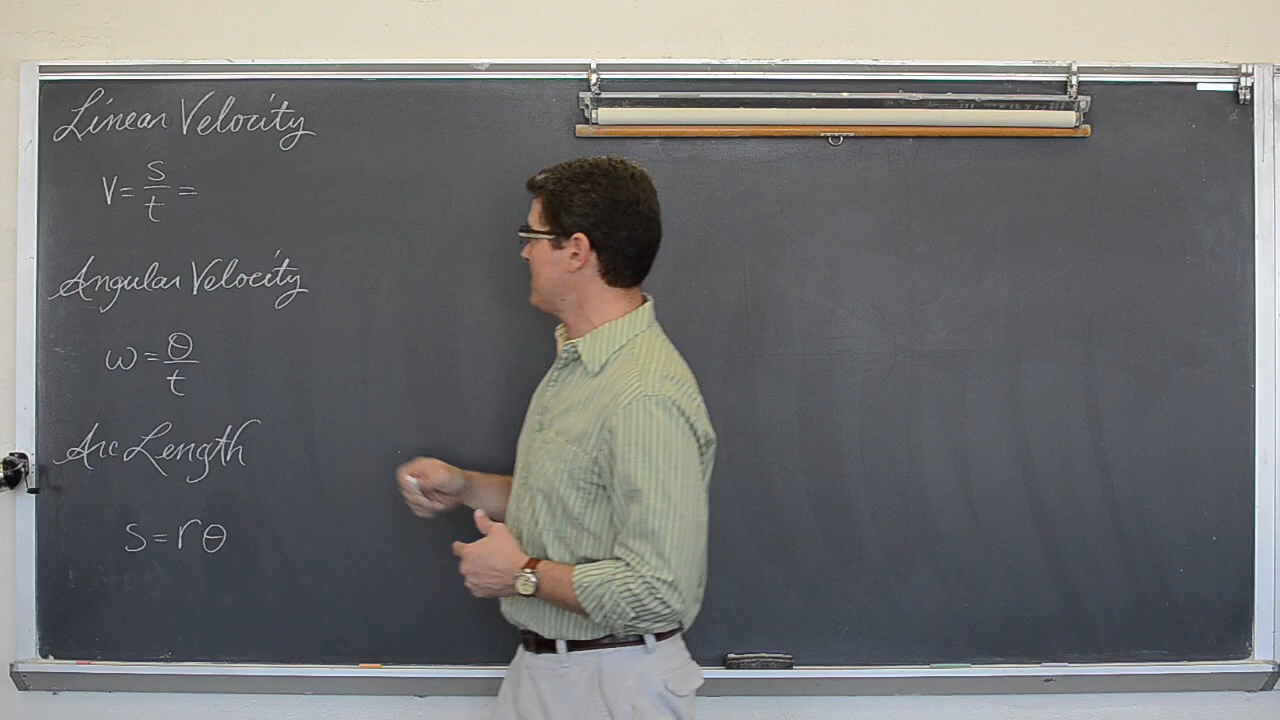 Linear Velocity
V = s/t =
Angular Velocity
ω = θ/t
Arc Length
s = rθ